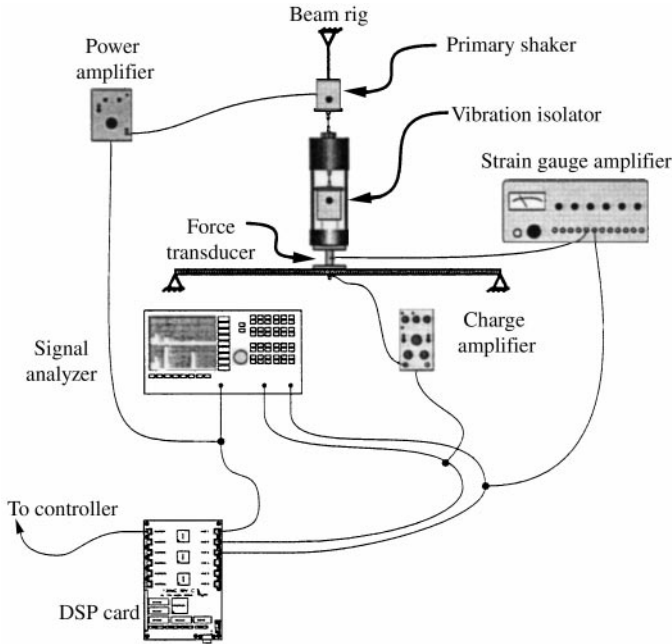 Beam rig
Power
amplifier
Primary shaker
Vibration isolator
Strain gauge amplifier
Force
transducer
Signal
analyzer
Charge
amplifier
To controller
DSP card